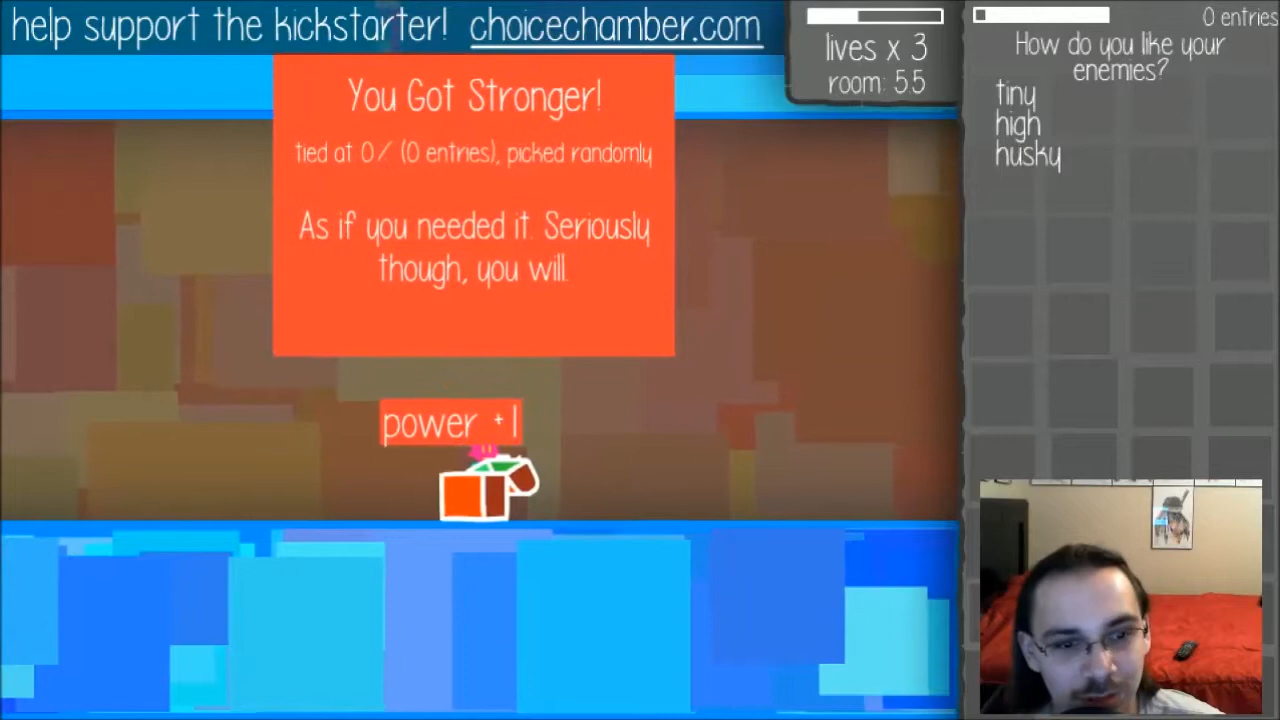 help support the kickstarter! choicechamber.com
lives x 3
room: 55
0 entries
How do you like your
enemies?
tiny
high
husky
You Got Stronger!
tied at 0/ (0 entries), picked randomly
As if you needed it. Seriously
though, you will.
power +1